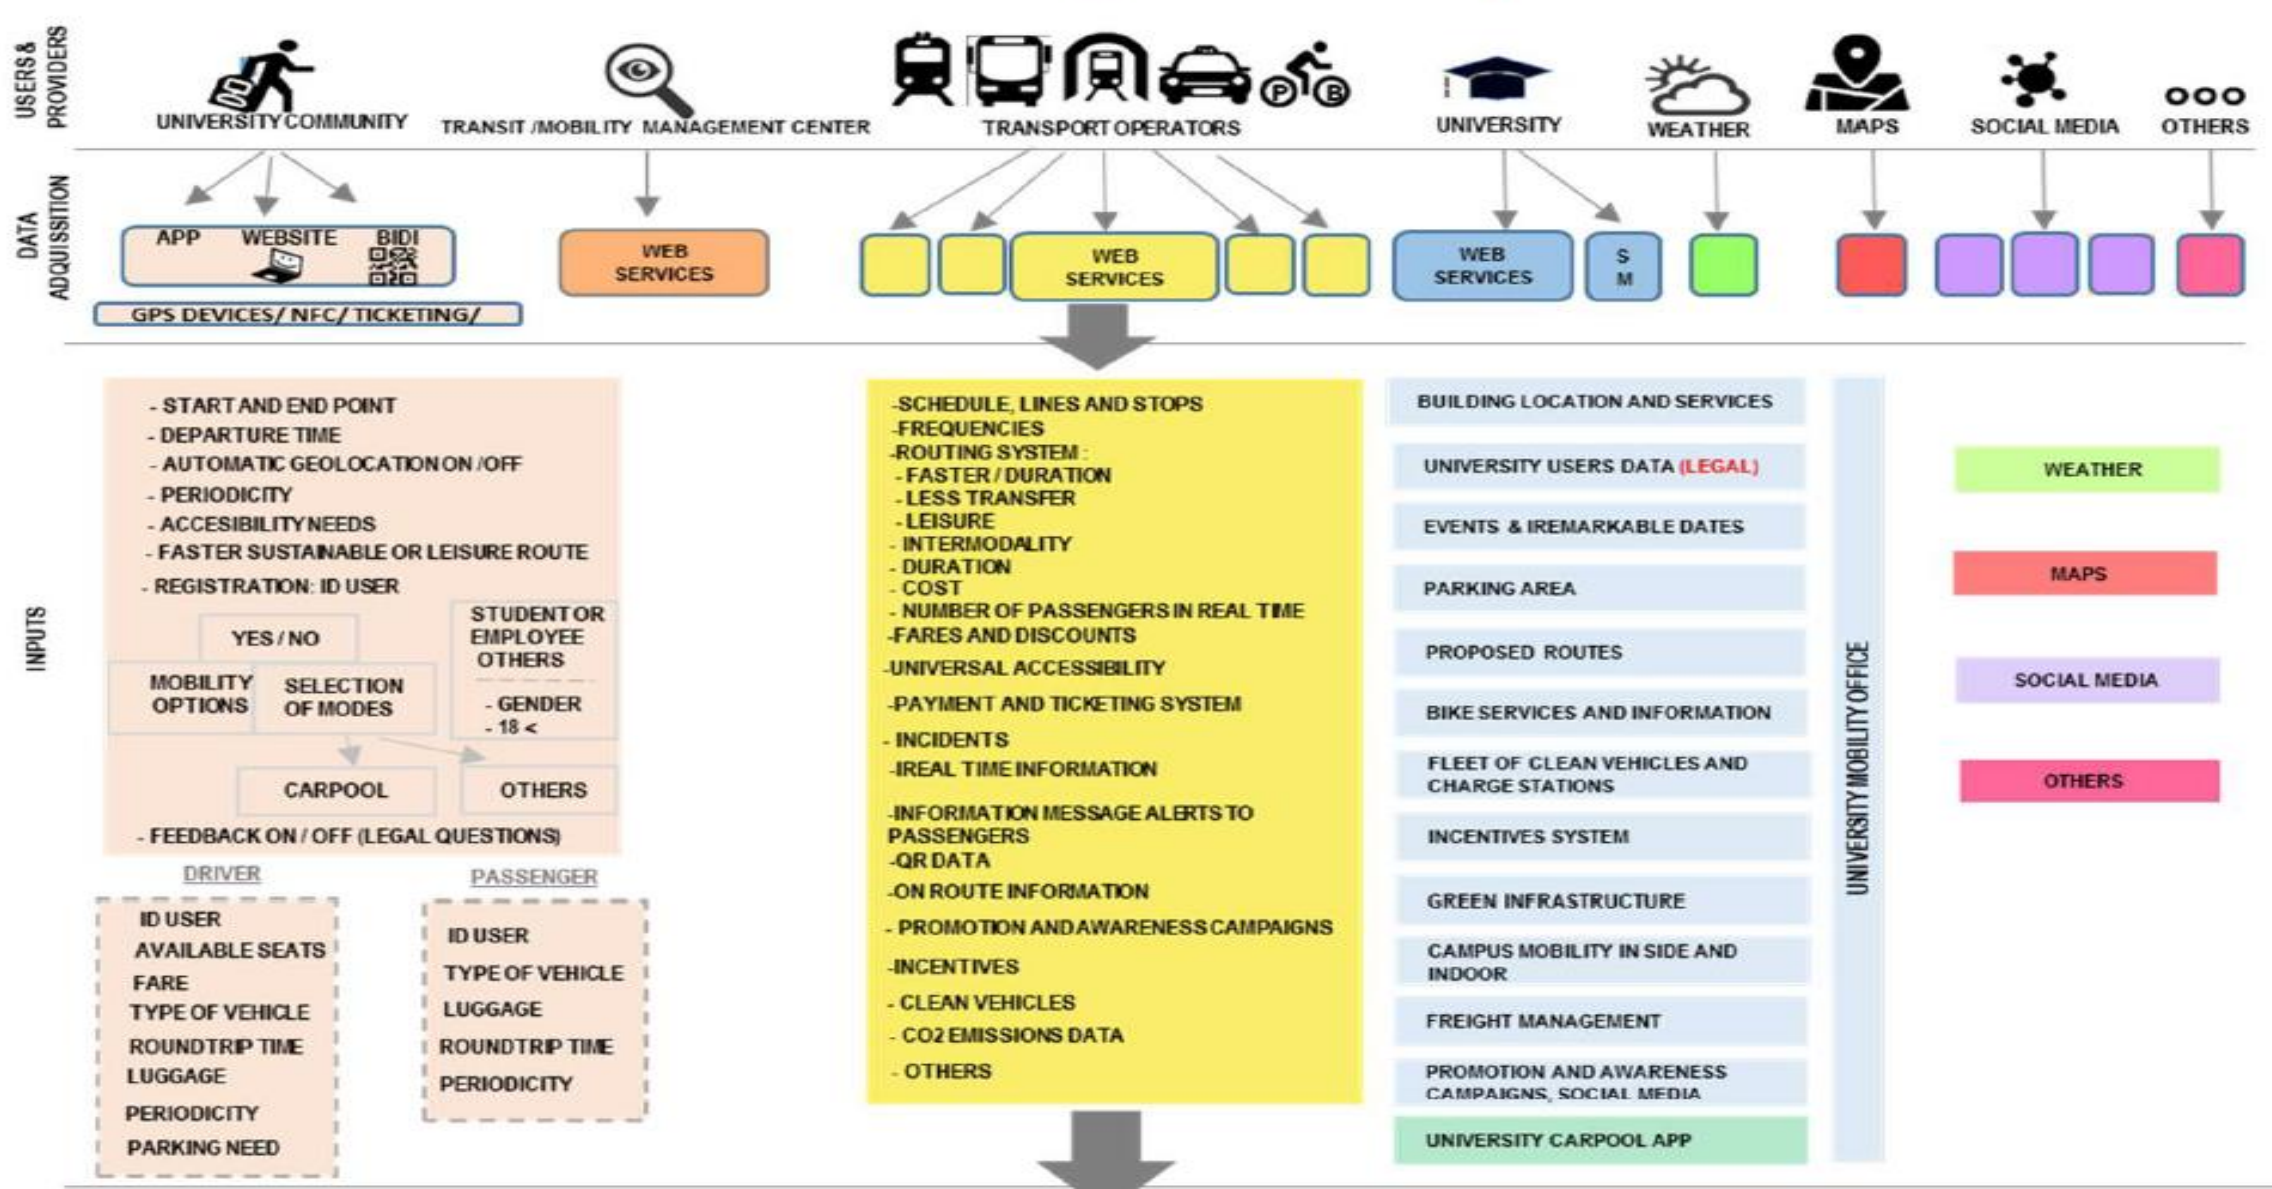 USERS &
PROVIDERS
UNIVERSITY COMMUNITY
TRANSIT /MOBILITY MANAGEMENT CENTER
TRANSPORT OPERATORS
P B
UNIVERSITY
WEATHER
MAPS
SOCIAL MEDIA
OTHERS
DATA
ADQUISSITION
APP WEBSITE BIDI
GPS DEVICES/ NFC/ TICKETING/
WEB
SERVICES
WEB
SERVICES
WEB
SERVICES
S
M
INPUTS
- START AND END POINT
- DEPARTURE TIME
- AUTOMATIC GEOLOCATION ON /OFF
- PERIODICITY
- ACCESIBILITY NEEDS
- FASTER SUSTAINABLE OR LEISURE ROUTE
- REGISTRATION: ID USER
YES / NO
MOBILITY
OPTIONS
SELECTION
OF MODES
STUDENT OR
EMPLOYEE
OTHERS
- GENDER
- 18 <
CARPOOL
OTHERS
- FEEDBACK ON / OFF (LEGAL QUESTIONS)
DRIVER
ID USER
AVAILABLE SEATS
FARE
TYPE OF VEHICLE
ROUNDTRIP TIME
LUGGAGE
PERIODICITY
PARKING NEED
PASSENGER
ID USER
TYPE OF VEHICLE
LUGGAGE
ROUNDTRIP TIME
PERIODICITY
-SCHEDULE, LINES AND STOPS
-FREQUENCIES
-ROUTING SYSTEM :
- FASTER / DURATION
- LESS TRANSFER
- LEISURE
- INTERMODALITY
- DURATION
- COST
- NUMBER OF PASSENGERS IN REAL TIME
-FARES AND DISCOUNTS
-UNIVERSAL ACCESSIBILITY
-PAYMENT AND TICKETING SYSTEM
- INCIDENTS
-IREAL TIME INFORMATION
-INFORMATION MESSAGE ALERTS TO
PASSENGERS
-QR DATA
-ON ROUTE INFORMATION
- PROMOTION AND AWARENESS CAMPAIGNS
-INCENTIVES
- CLEAN VEHICLES
- CO2 EMISSIONS DATA
- OTHERS
BUILDING LOCATION AND SERVICES
UNIVERSITY USERS DATA (LEGAL)
EVENTS & IREMARKABLE DATES
PARKING AREA
PROPOSED ROUTES
BIKE SERVICES AND INFORMATION
FLEET OF CLEAN VEHICLES AND
CHARGE STATIONS
INCENTIVES SYSTEM
GREEN INFRASTRUCTURE
CAMPUS MOBILITY IN SIDE AND
INDOOR
FREIGHT MANAGEMENT
PROMOTION AND AWARENESS
CAMPAIGNS, SOCIAL MEDIA
UNIVERSITY CARPOOL APP
UNIVERSITY MOBILITY OFFICE
WEATHER
MAPS
SOCIAL MEDIA
OTHERS